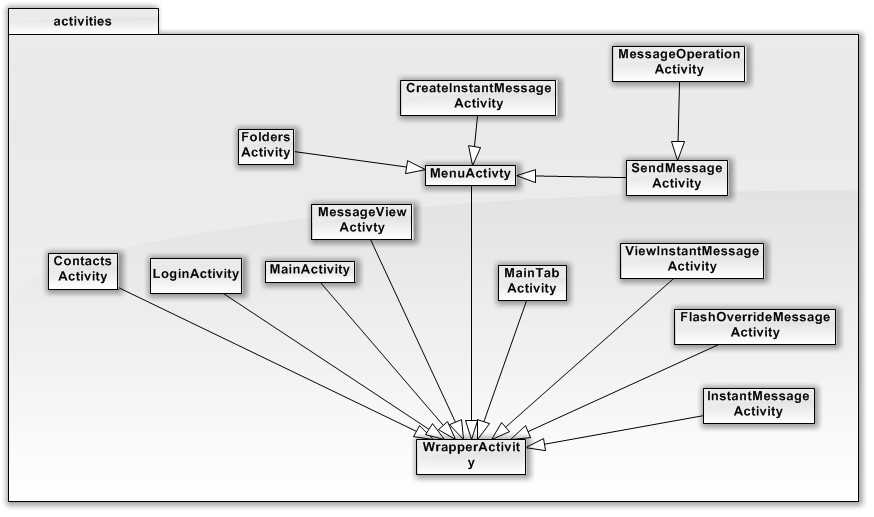 activities
MessageOperation
Activity
CreateInstantMessage
Activity
Folders
Activity
MenuActivty
SendMessage
Activity
MessageView
Activty
Contacts
Activity
LoginActivity
MainActivity
MainTab
Activity
ViewInstantMessage
Activity
FlashOverrideMessage
Activity
InstantMessage
Activity
WrapperActivit
y